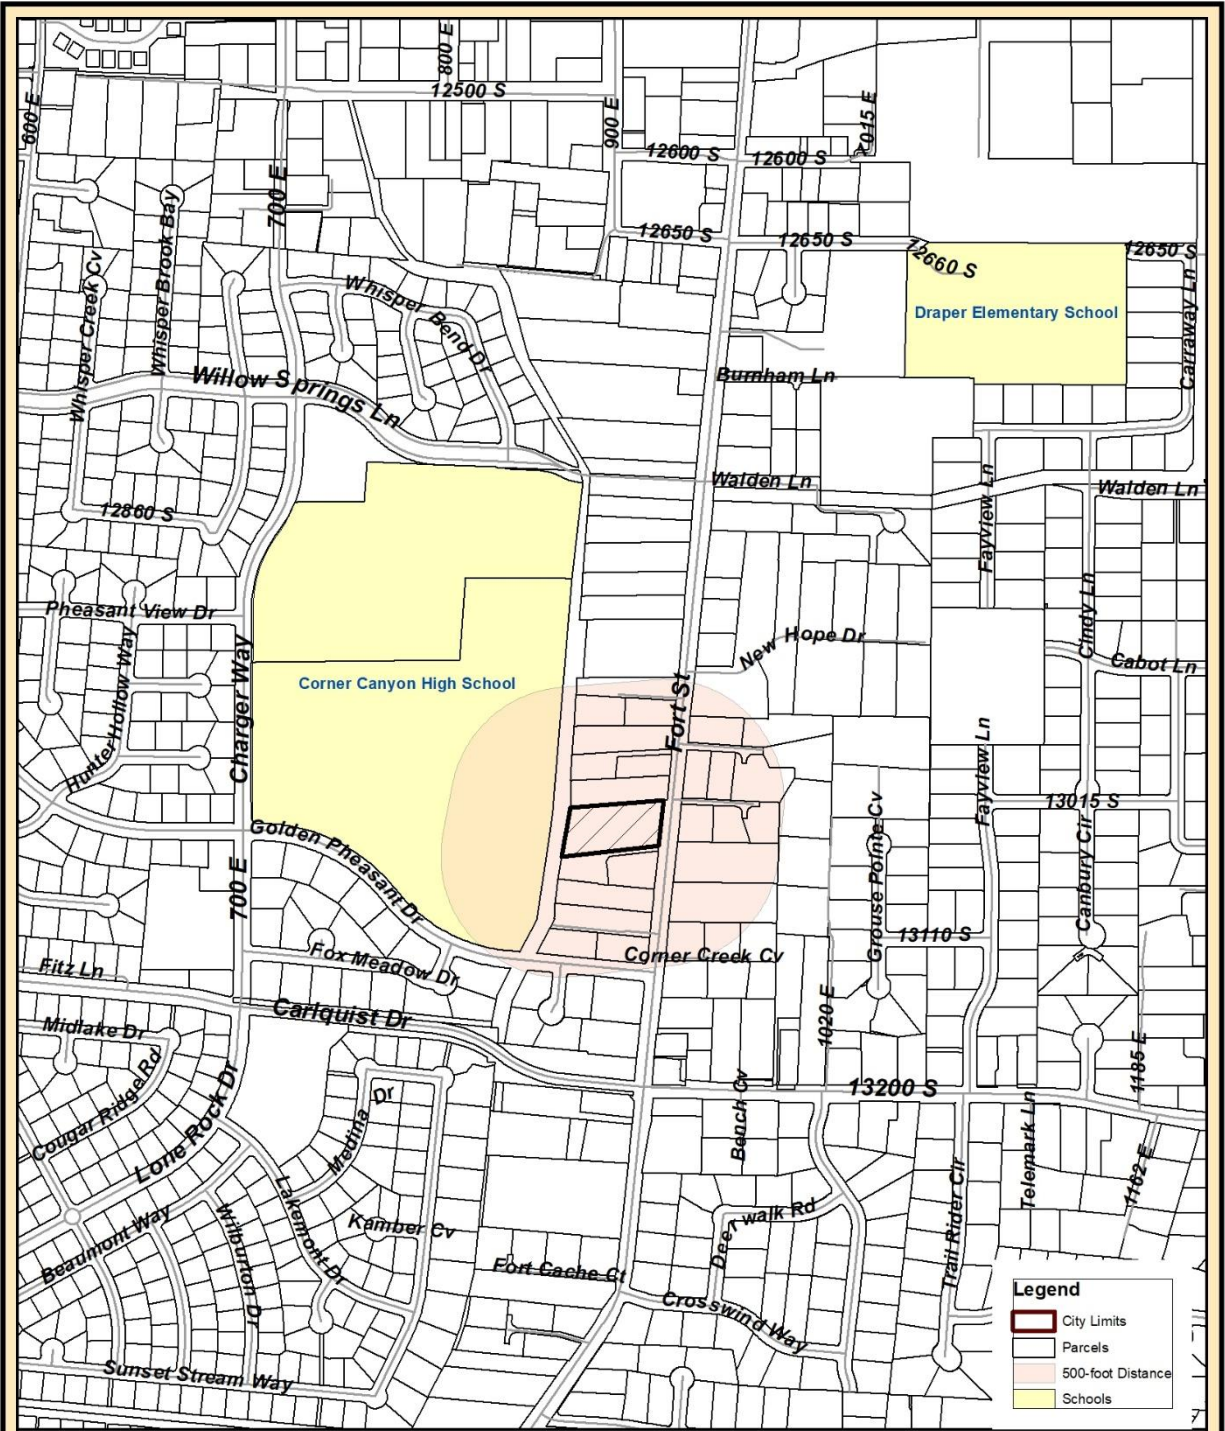 800 E
12500 S
600 E
900 E
1015 E
12600 S
12600 S
700 E
Whisper Brook Bay
Whisper Creek Cv
12650 S
12650 S
12660 S
12650 S
Whisper Bend Dr
Draper Elementary School
Carraway Ln
Willow Springs Ln
Burnham Ln
Walden Ln
Walden Ln
Fayview Ln
12860 S
Pheasant View Dr
Hunter Hollow Way
Charger Way
New Hope Dr
Cindy Ln
Cabot Ln
Corner Canyon High School
Fort St
Fayview Ln
13015 S
Grouse Pointe Cv
Canbury Cir
Golden Pheasant Dr
700 E
13110 S
Fox Meadow Dr
Corner Creek Cv
Fitz Ln
Carlquist Dr
1020 E
Midlake Dr
1185 E
Cougar Ridge Rd
Lone Rock Dr
Medina Dr
13200 S
Bench Cv
Telemark Ln
1162 E
Trail Rider Cir
Deer walk Rd
Lakemont Dr
Kamber Cv
Wilburton Dr
Beaumont Way
Fort Cache Ct
Crosswind Way
Sunset Stream Way
Legend
City Limits
Parcels
500-foot Distance
Schools